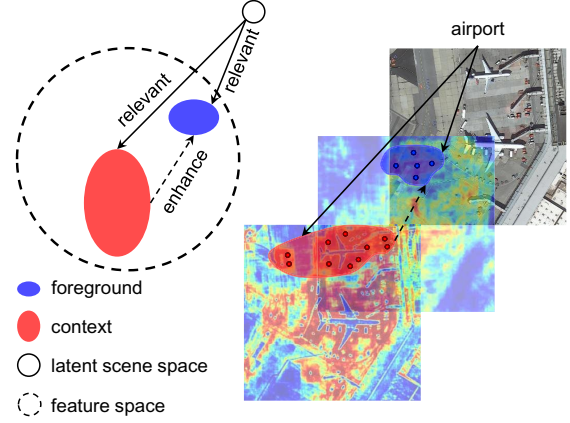 airport
relevant
relevant
enhance
foreground
context
latent scene space
feature space